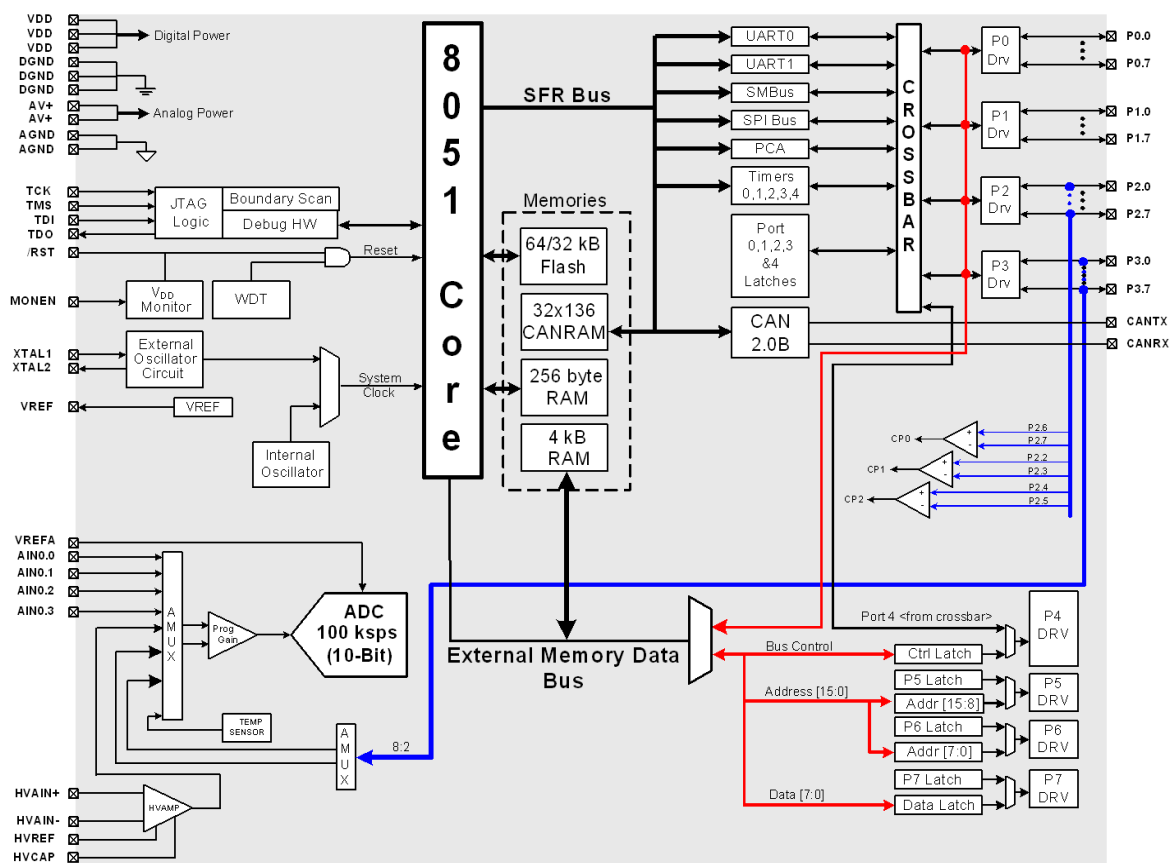 VDD
VDD
VDD
Digital Power
DGND
DGND
DGND
AV+
AV+
Analog Power
AGND
AGND
TCK
TMS
TDI
TDO
JTAG
Logic
Boundary Scan
Debug HW
/RST
Reset
MONEN
VDD
Monitor
WDT
XTAL1
XTAL2
External
Oscillator
Circuit
System
Clock
VREF
VREF
Internal
Oscillator
8051 Core
SFR Bus
Memories
64/32 kB
Flash
32x136
CANRAM
256 byte
RAM
4 kB
RAM
UART0
UART1
SMBus
SPI Bus
PCA
Timers
0,1,2,3,4
Port
0,1,2,3
&4
Latches
CAN
2.0B
CROSSBAR
P0
Drv
P1
Drv
P2
Drv
P3
Drv
P0.0
P0.7
P1.0
P1.7
P2.0
P2.7
P3.0
P3.7
CANTX
CANRX
CP0
+
-
P2.6
P2.7
CP1
+
-
P2.2
P2.3
CP2
+
-
P2.4
P2.5
VREFA
AIN0.0
AIN0.1
AIN0.2
AIN0.3
AMUX
Prog
Gain
ADC
100 ksps
(10-Bit)
TEMP
SENSOR
AMUX
8:2
HVAIN+
HVAIN-
HVREF
HVCAP
HVAMP
External Memory Data
Bus
Port 4 <from crossbar>
Bus Control
Ctrl Latch
P4
DRV
Address [15:0]
P5 Latch
Addr [15:8]
P5
DRV
P6 Latch
Addr [7:0]
P6
DRV
Data [7:0]
P7 Latch
Data Latch
P7
DRV